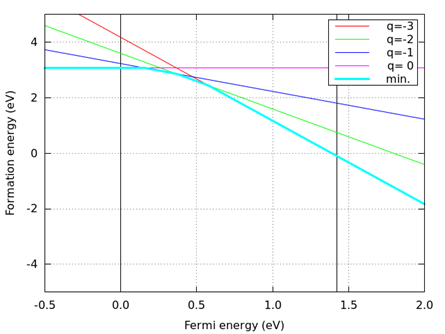 q=-3
q=-2
q=-1
q= 0
min.
4
2
0
-2
-4
Formation energy (eV)
-0.5 0.0 0.5 1.0 1.5 2.0
Fermi energy (eV)